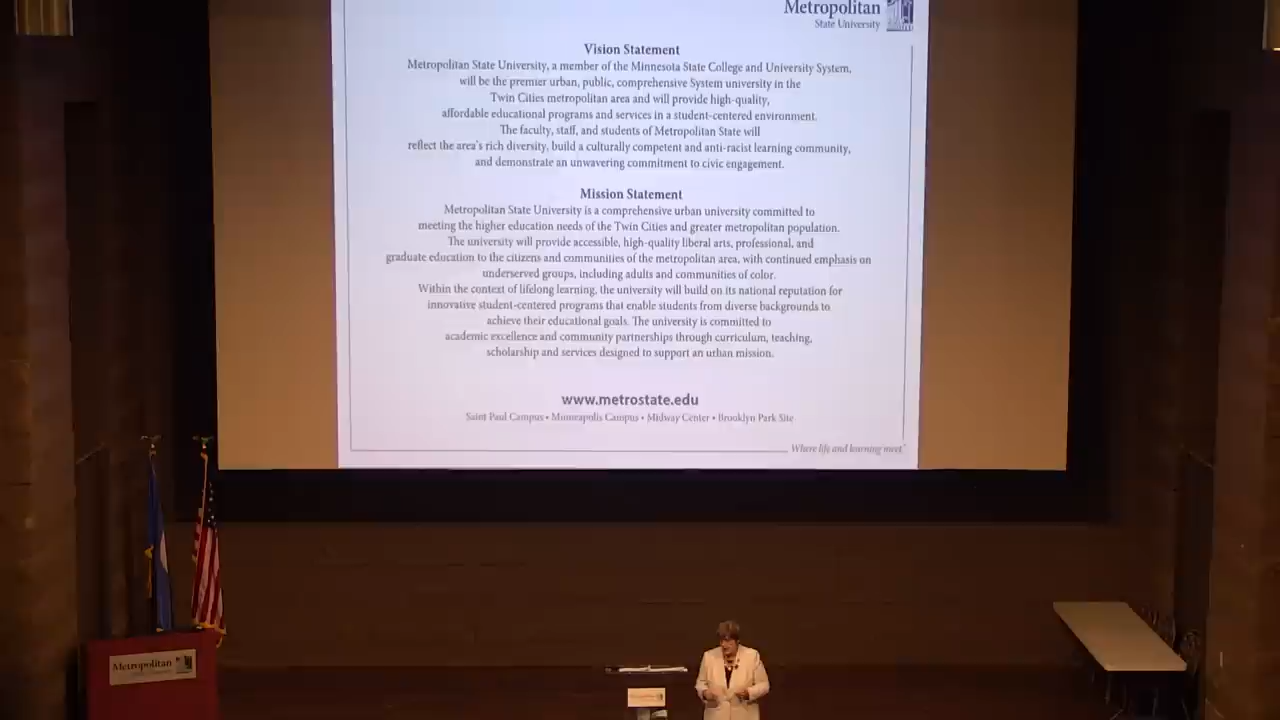 Metropolitan
State University
Vision Statement
Metropolitan State University, a member of the Minnesota State College and University System,
will be the premier urban, public, comprehensive System university in the
Twin Cities metropolitan area and will provide high-quality,
affordable educational programs and services in a student-centered environment.
The faculty, staff, and students of Metropolitan State will
reflect the area's rich diversity, build a culturally competent and anti-racist learning community,
and demonstrate an unwavering commitment to civic engagement.
Mission Statement
Metropolitan State University is a comprehensive urban university committed to
meeting the higher education needs of the Twin Cities and greater metropolitan population.
The university will provide accessible, high-quality liberal arts, professional, and
graduate education to the citizens and communities of the metropolitan area, with continued emphasis on
underserved groups, including adults and communities of color.
Within the context of lifelong learning, the university will build on its national reputation for
innovative student-centered programs that enable students from diverse backgrounds to
achieve their educational goals. The university is committed to
academic excellence and community partnerships through curriculum, teaching,
scholarship and services designed to support an urban mission.
www.metrostate.edu
Saint Paul Campus • Minneapolis Campus • Midway Center • Brooklyn Park Site
Where life and learning meet
Metropolitan